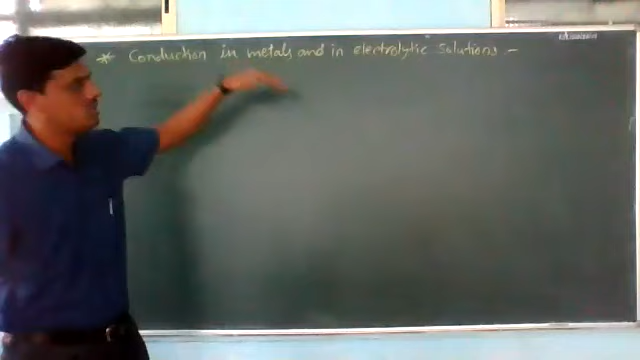 * Conduction in metals and in electrolytic solutions -